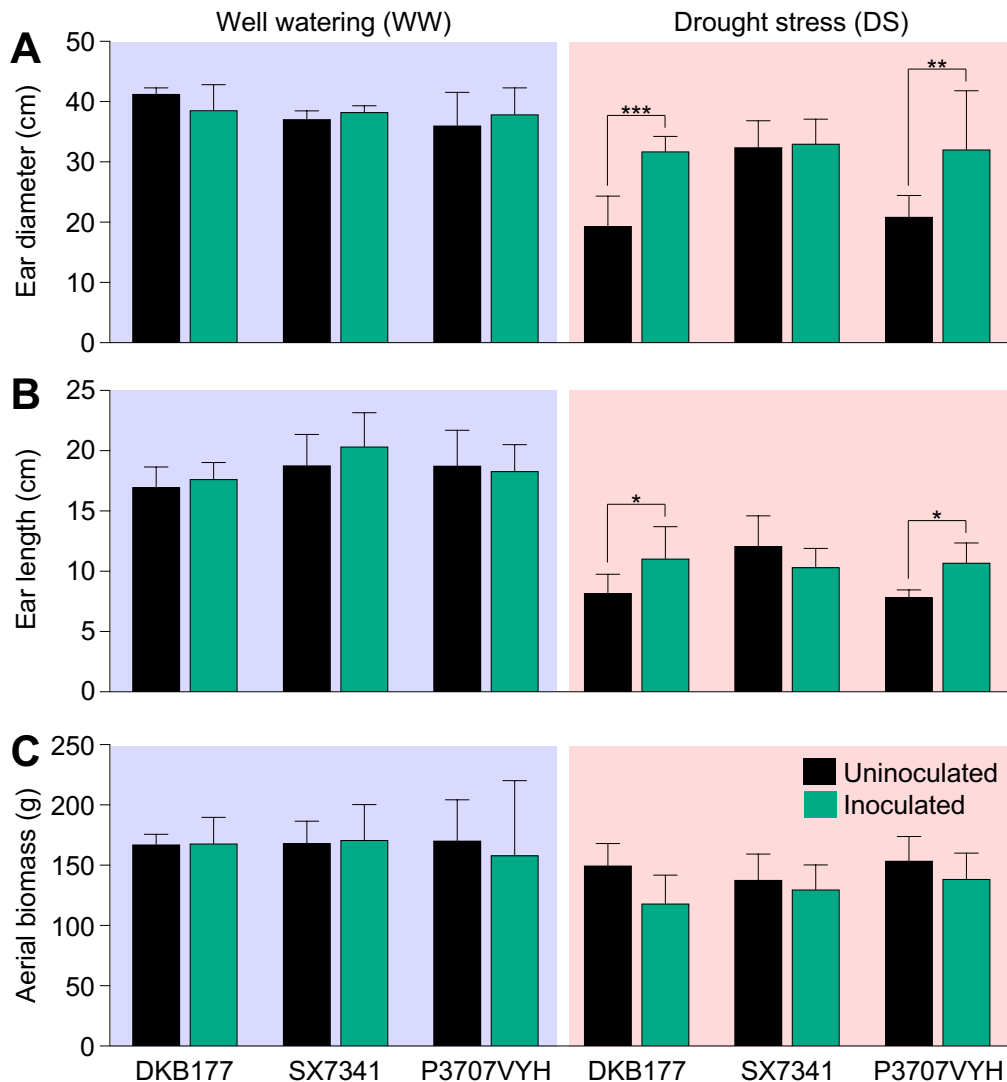 Well watering (WW) Drought stress (DS)
A
Ear diameter (cm)
50
40
30
20
10
0
***
**
B
Ear length (cm)
25
20
15
10
5
0
*
*
C
Aerial biomass (g)
250
200
150
100
50
0
Uninoculated
Inoculated
DKB177 SX7341 P3707VYH DKB177 SX7341 P3707VYH